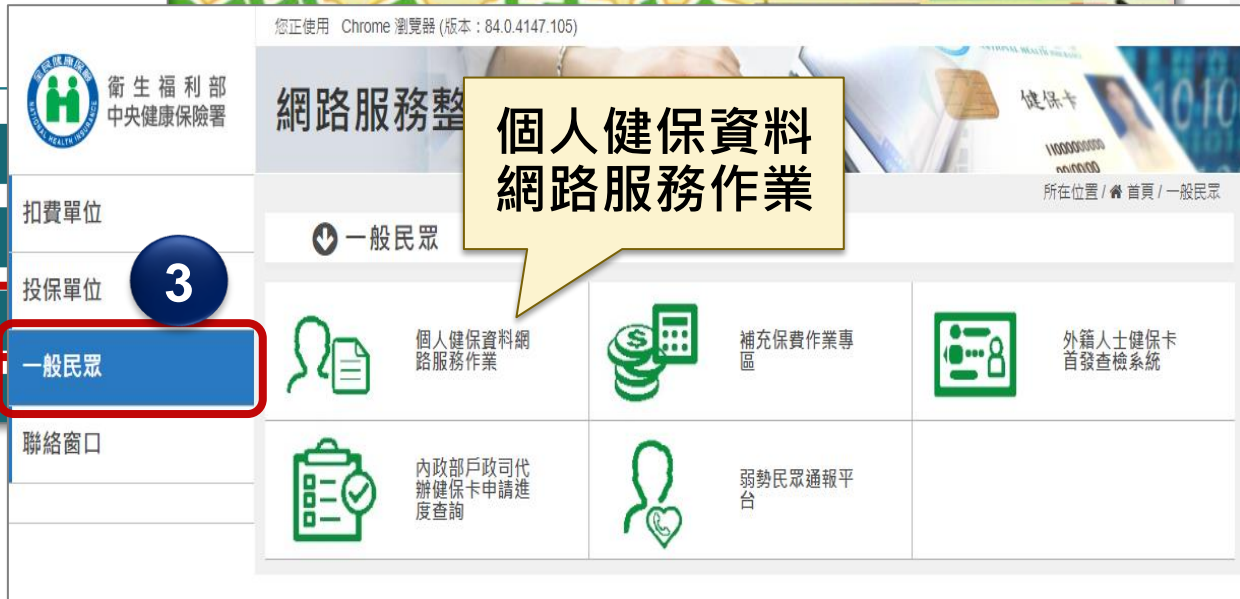 您正使用 Chrome 瀏覽器 (版本：84.0.4147.105)
衛生福利部
中央健康保險署
網路服務整
個人健保資料
網路服務作業
健保卡
所在位置 / 首頁 / 一般民眾
扣費單位
投保單位
3
一般民眾
聯絡窗口
一般民眾
個人健保資料網
路服務作業
補充保費作業專
區
外籍人士健保卡
首發查檢系統
內政部戶政司代
辦健保卡申請進
度查詢
弱勢民眾通報平
台